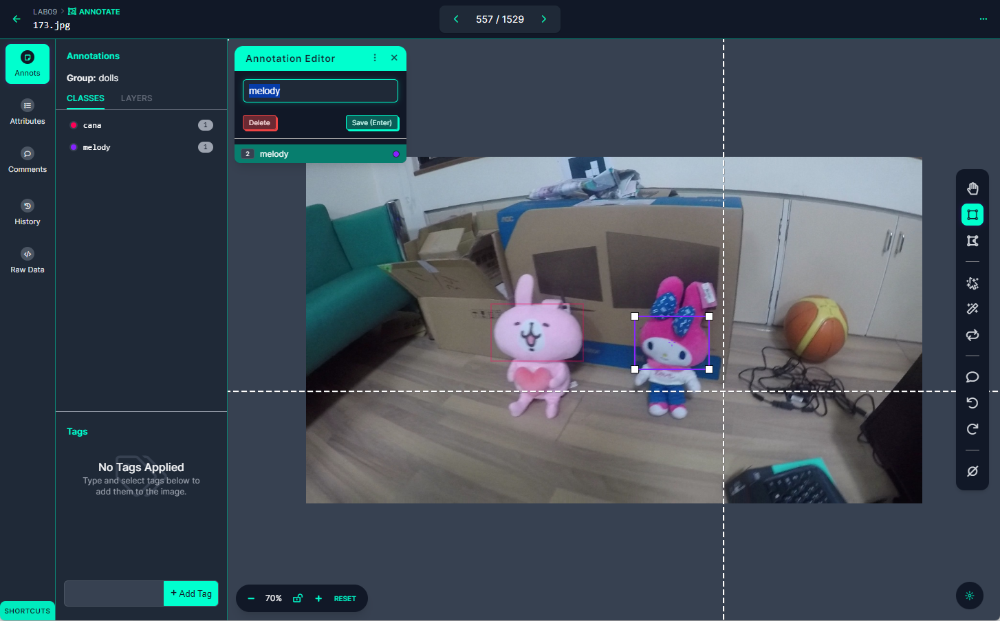 LAB09 > ANNOTATE
173.jpg
557 / 1529
Annots
Attributes
Comments
History
Raw Data
SHORTCUTS
Annotations
Group: dolls
CLASSES LAYERS
cana 1
melody 1
Tags
No Tags Applied
Type and select tags below to
add them to the image.
+ Add Tag
Annotation Editor
melody
Delete Save (Enter)
2 melody
70% RESET